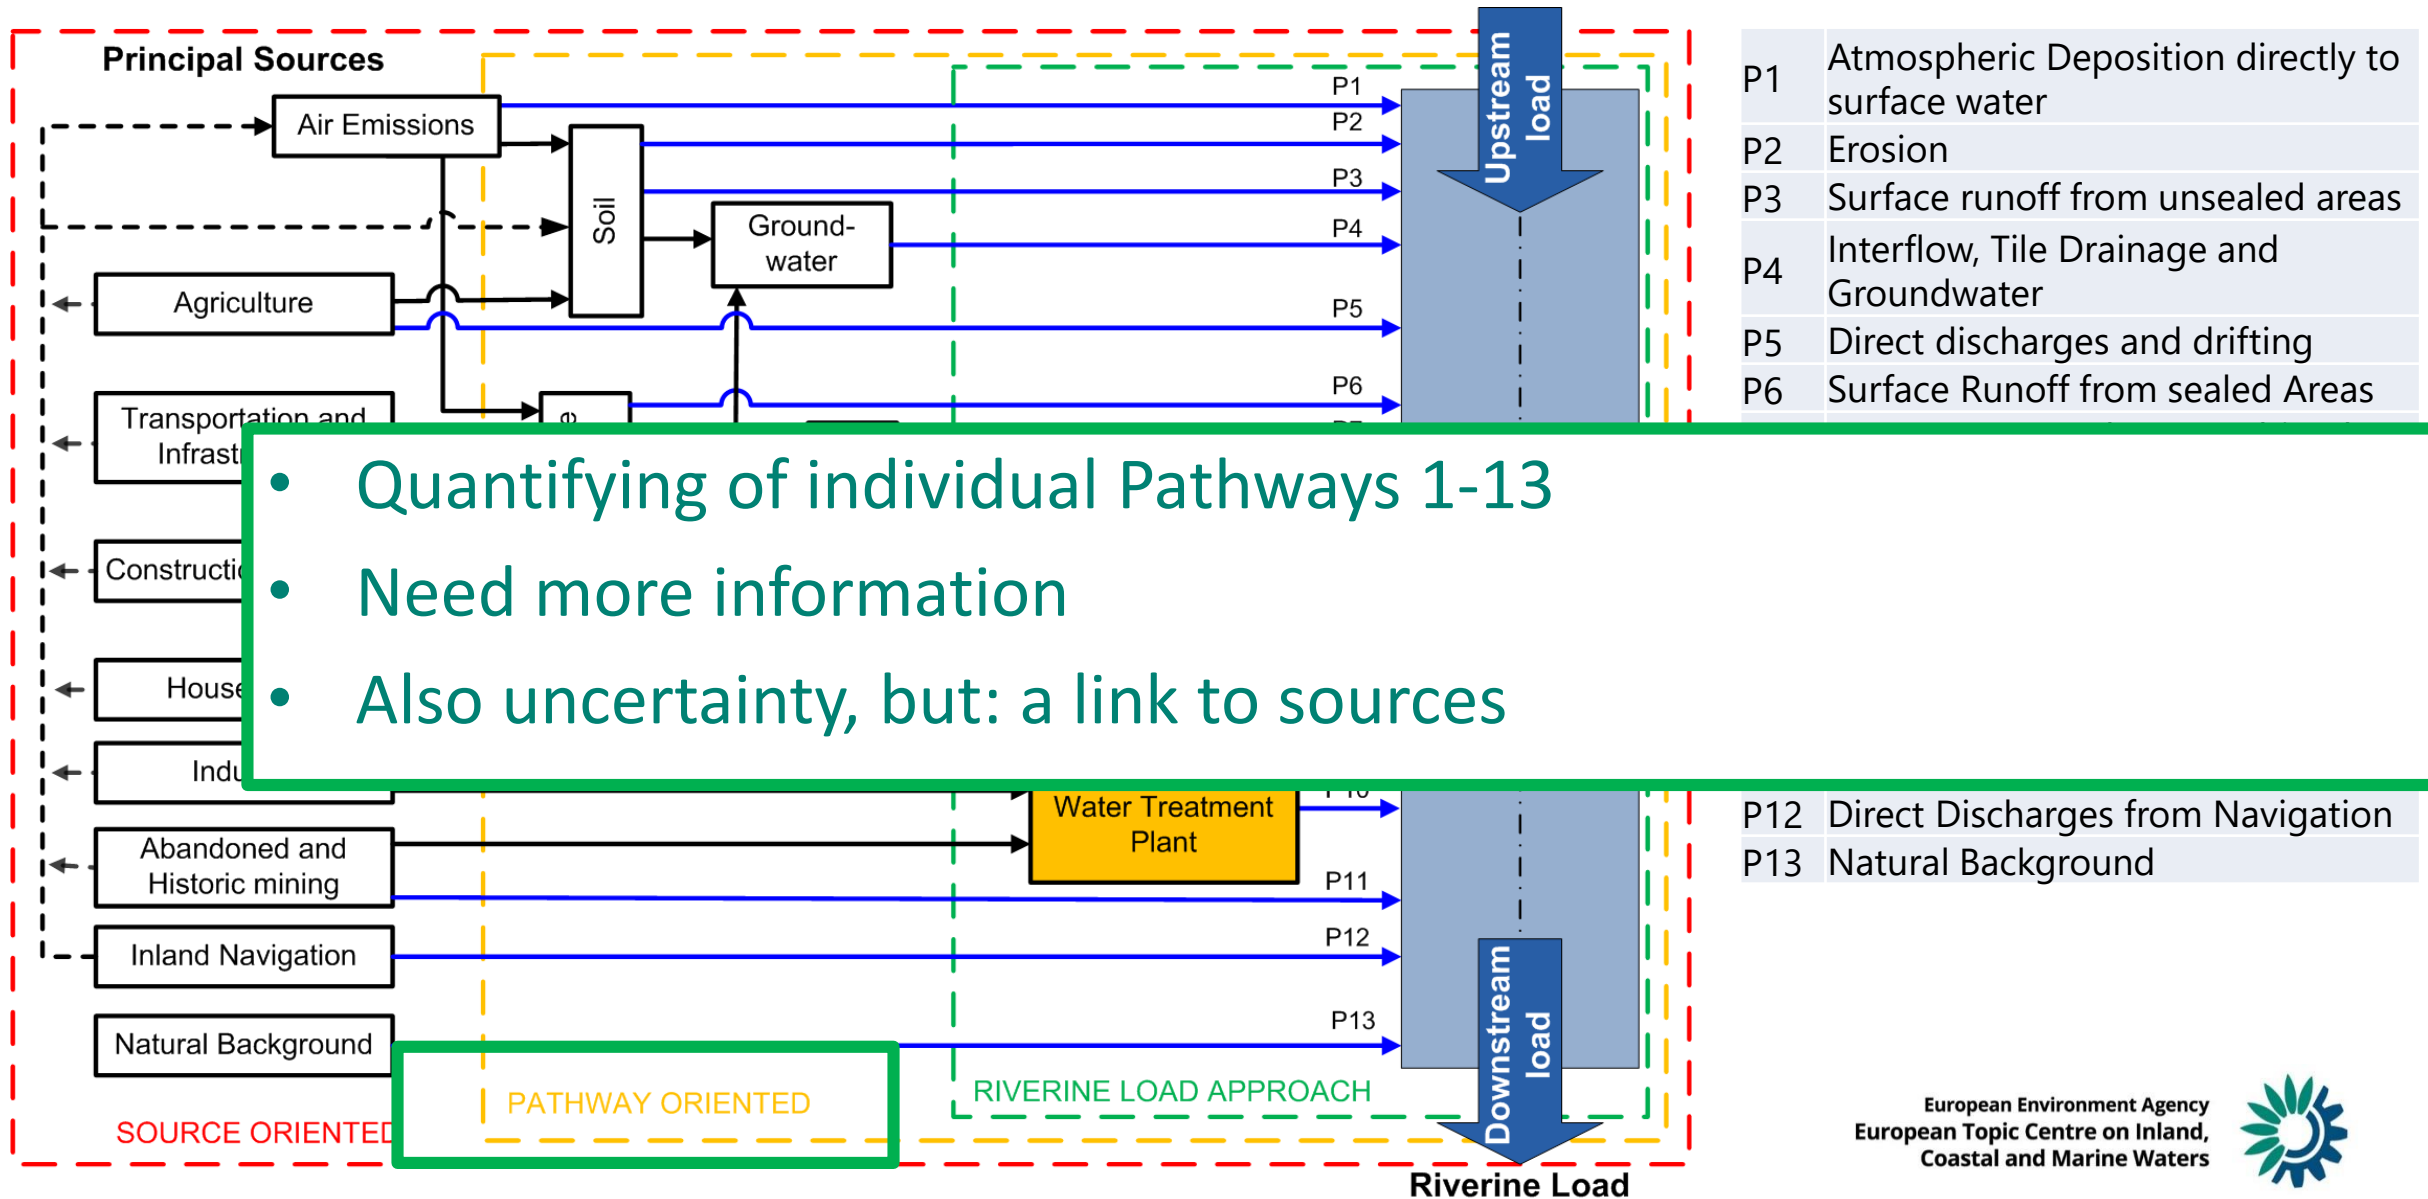 Principal Sources
Air Emissions
Soil
Ground-
water
Agriculture
Transportation and
Infrast
Constructi
House
Indu
Abandoned and
Historic mining
Inland Navigation
Natural Background
Water Treatment
Plant
P1
P2
P3
P4
P5
P6
P11
P12
P13
Upstream
load
Downstream
load
Riverine Load
SOURCE ORIENTED
PATHWAY ORIENTED
RIVERINE LOAD APPROACH
• Quantifying of individual Pathways 1-13
• Need more information
• Also uncertainty, but: a link to sources
P1 Atmospheric Deposition directly to
surface water
P2 Erosion
P3 Surface runoff from unsealed areas
P4 Interflow, Tile Drainage and
Groundwater
P5 Direct discharges and drifting
P6 Surface Runoff from sealed Areas
P12 Direct Discharges from Navigation
P13 Natural Background
European Environment Agency
European Topic Centre on Inland,
Coastal and Marine Waters